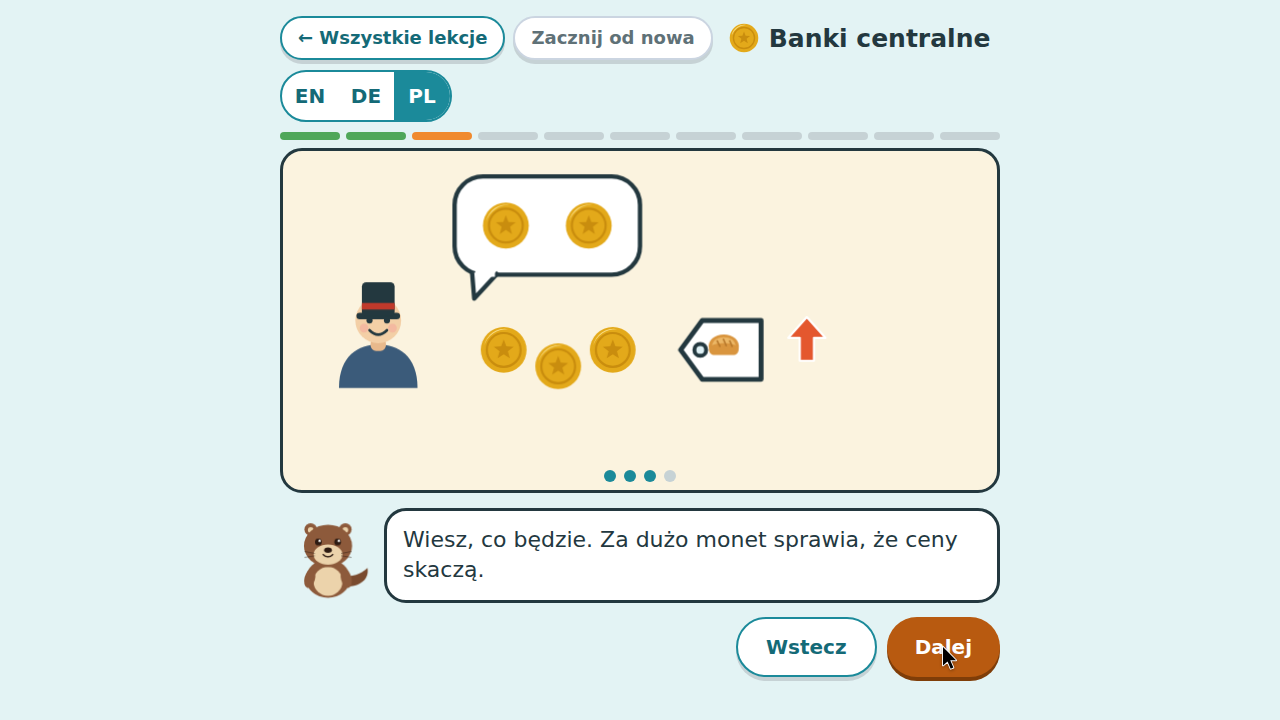 ← Wszystkie lekcje
Zacznij od nowa
Banki centralne
EN DE PL
Wiesz, co będzie. Za dużo monet sprawia, że ceny
skaczą.
Wstecz
Dalej